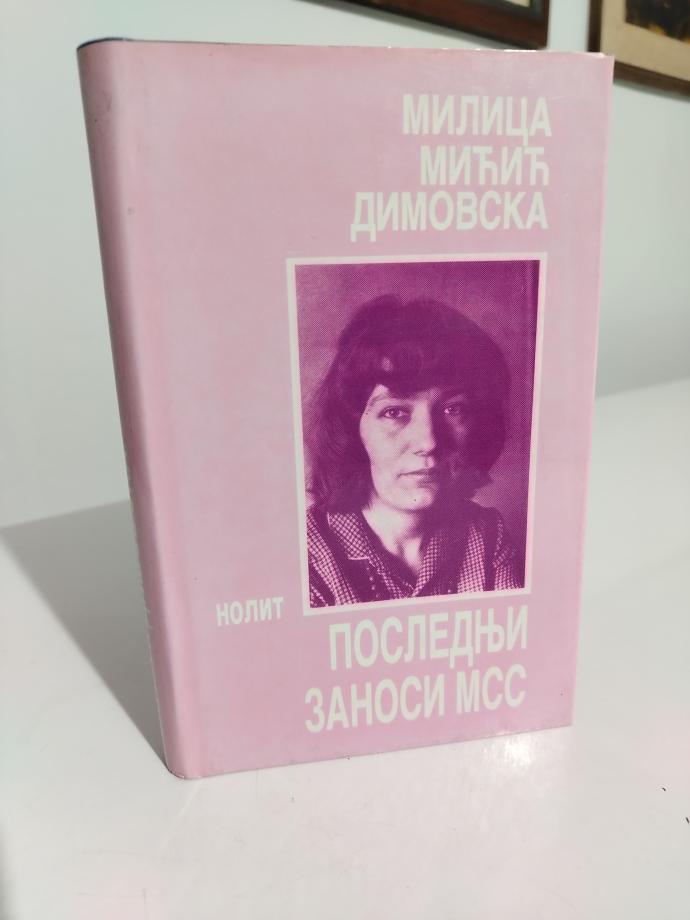 МИЛИЦА
МИЋИЋ
ДИМОВСКА
НОЛИТ
ПОСЛЕДЊИ
ЗАНОСИ МСС